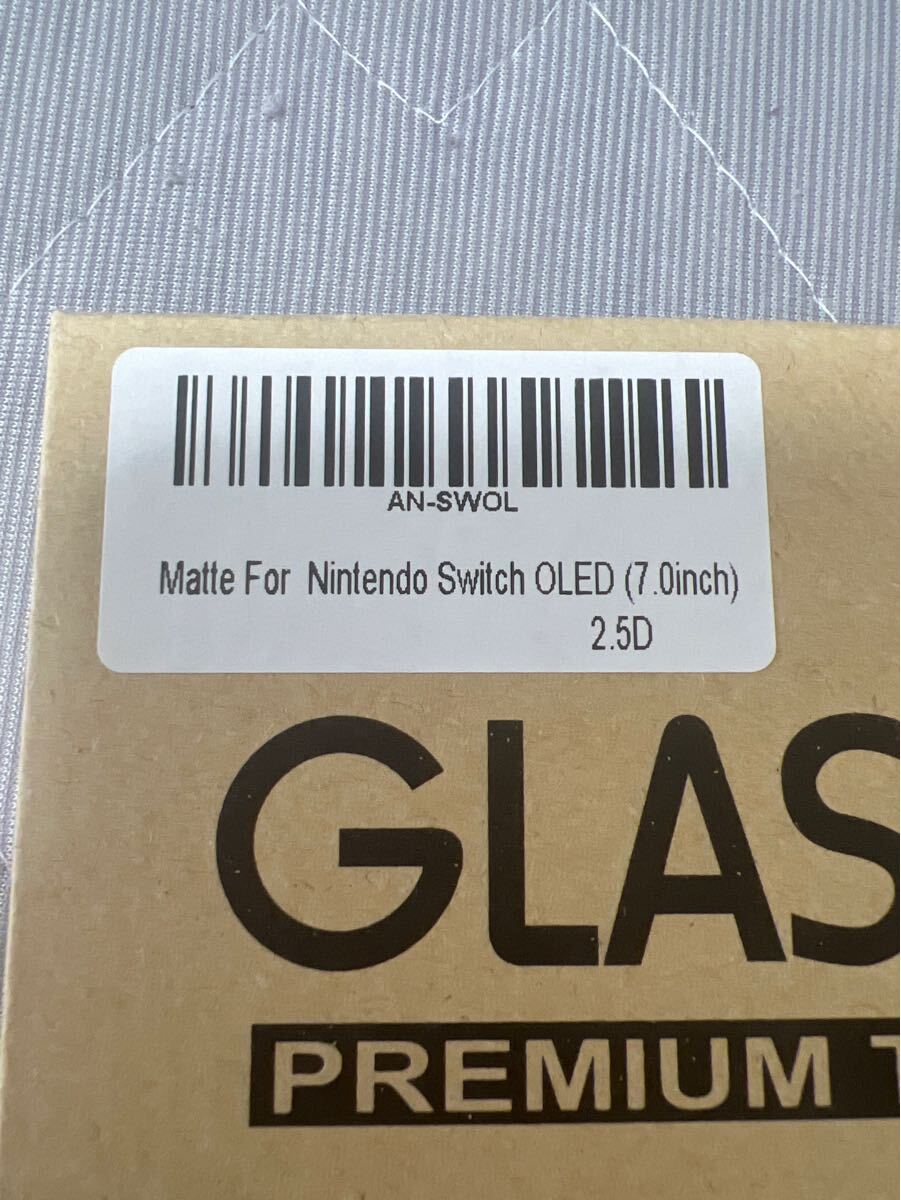 AN-SWOL
Matte For Nintendo Switch OLED (7.0inch)
2.5D
GLAS
PREMIUM T